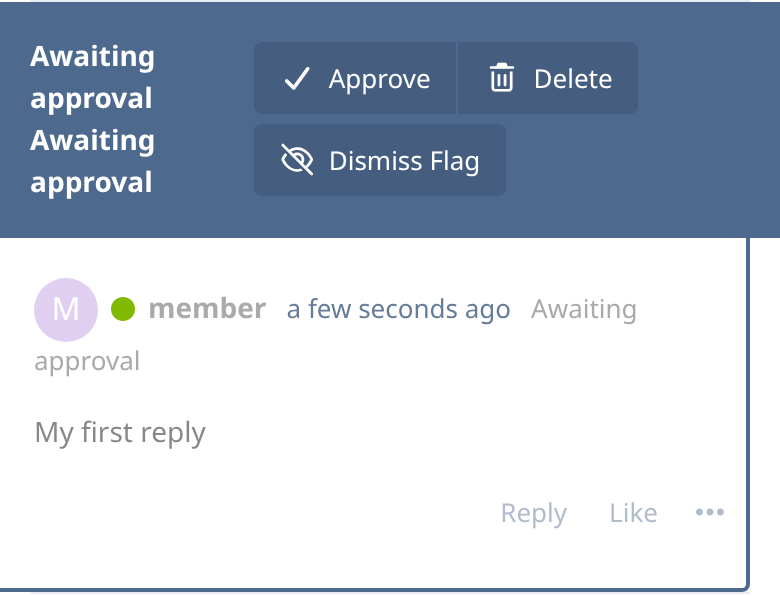 Awaiting
approval
Awaiting
approval
Approve
Delete
Dismiss Flag
M
member a few seconds ago Awaiting
approval
My first reply
Reply Like •••